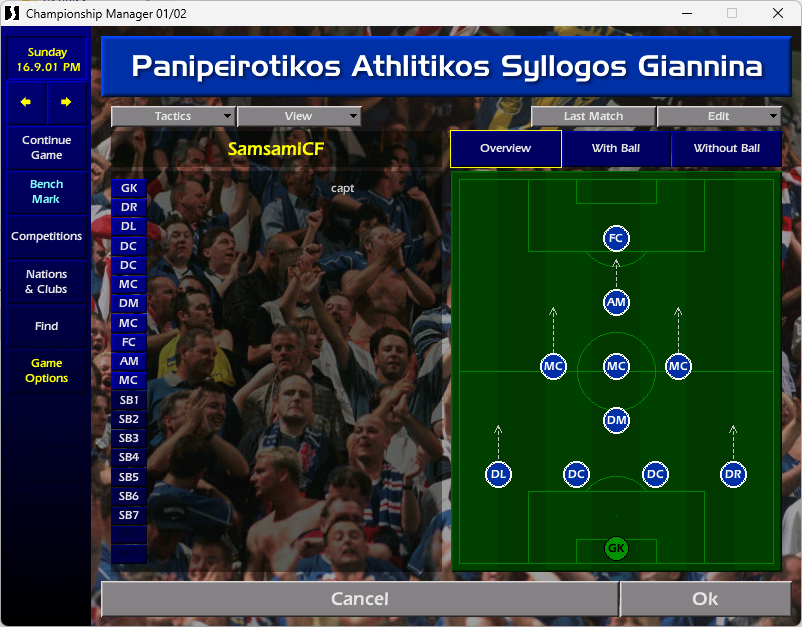 Championship Manager 01/02
Sunday
16.9.01 PM
Panipeirotikos Athlitikos Syllogos Giannina
Continue
Game
Bench
Mark
Competitions
Nations
& Clubs
Find
Game
Options
Tactics
View
Last Match
Edit
SamsamiCF
Overview
With Ball
Without Ball
GK
capt
DR
DL
DC
DC
MC
DM
MC
FC
AM
MC
SB1
SB2
SB3
SB4
SB5
SB6
SB7
FC
AM
MC
MC
MC
DM
DL
DC
DC
DR
GK
Cancel
Ok